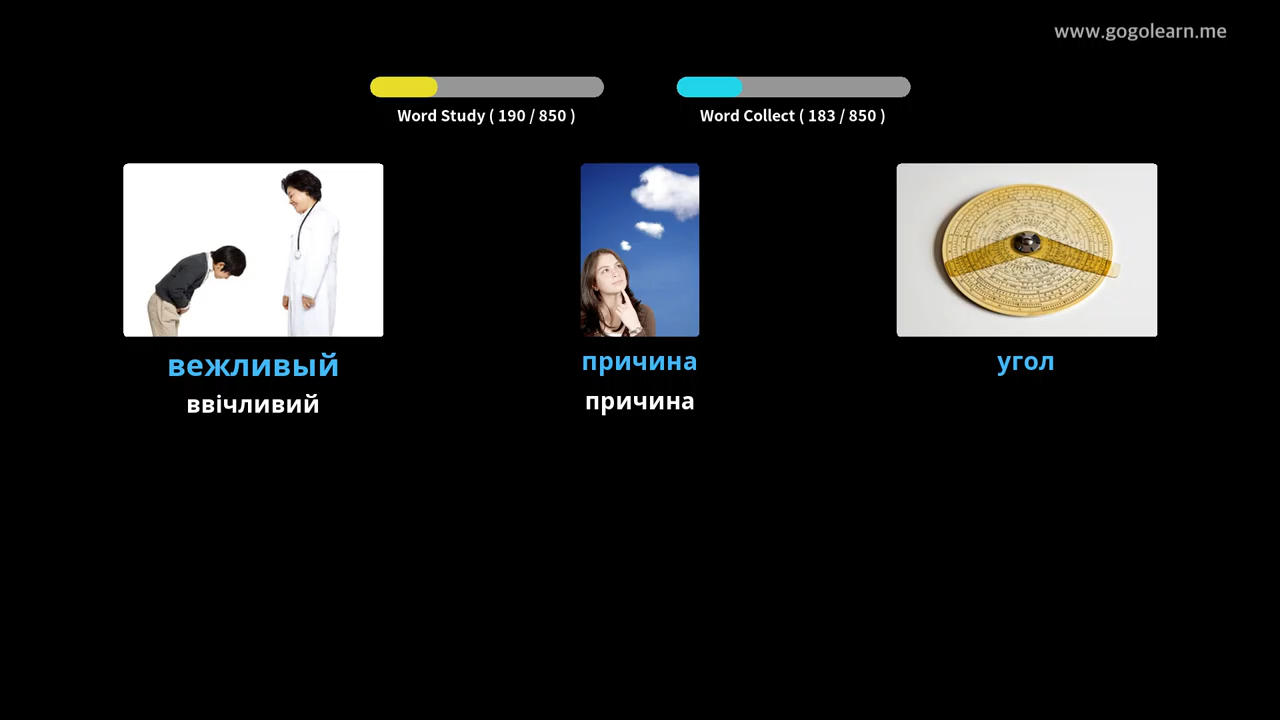 www.gogolearn.me
Word Study ( 190 / 850 )
Word Collect ( 183 / 850 )
вежливый
ввічливий
причина
причина
угол